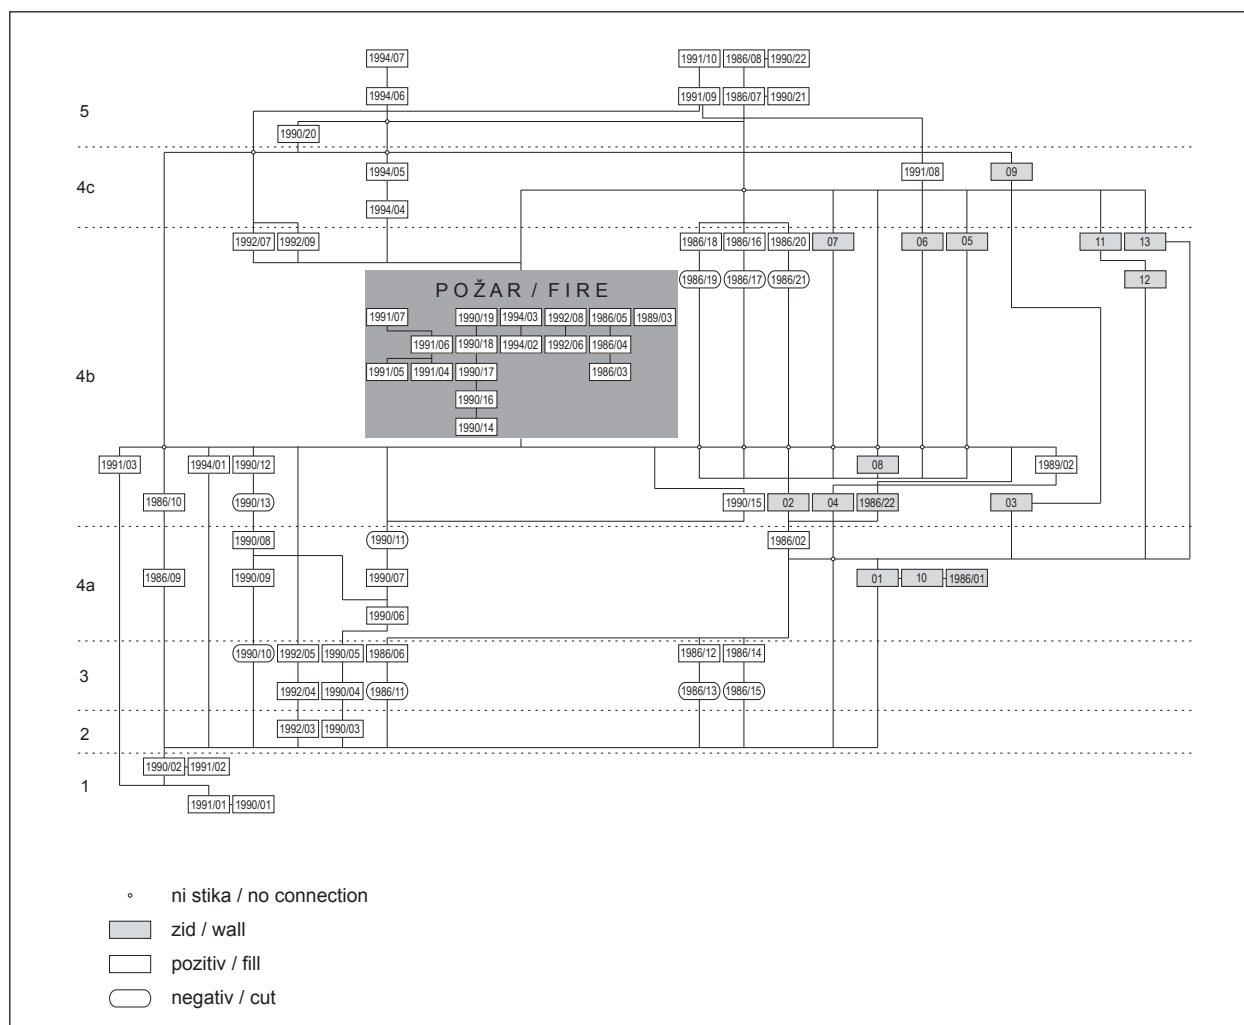 1994/07 1991/10 1986/08 1990/22
1994/06 1991/09 1986/07 1990/21
5
1990/20
1994/05 1991/08 09
4c
1994/04
1992/07 1992/09 1986/18 1986/16 1986/20 07 06 05 11 13
1986/19 1986/17 1986/21 12
POŽAR / FIRE
1991/07 1990/19 1994/03 1992/08 1986/05 1989/03
1991/06 1990/18 1994/02 1992/06 1986/04
4b
1991/05 1991/04 1990/17 1986/03
1990/16
1990/14
1991/03 1994/01 1990/12 08 1989/02
1986/10 1990/13 1990/15 02 04 1986/22 03
1990/08 1990/11 1986/02
4a
1986/09 1990/09 1990/07 01 10 1986/01
1990/06
1990/10 1992/05 1990/05 1986/06 1986/12 1986/14
3
1992/04 1990/04 1986/11 1986/13 1986/15
2
1992/03 1990/03
1990/02 1991/02
1
1991/01 1990/01
ni stika / no connection
zid / wall
pozitiv / fill
negativ / cut